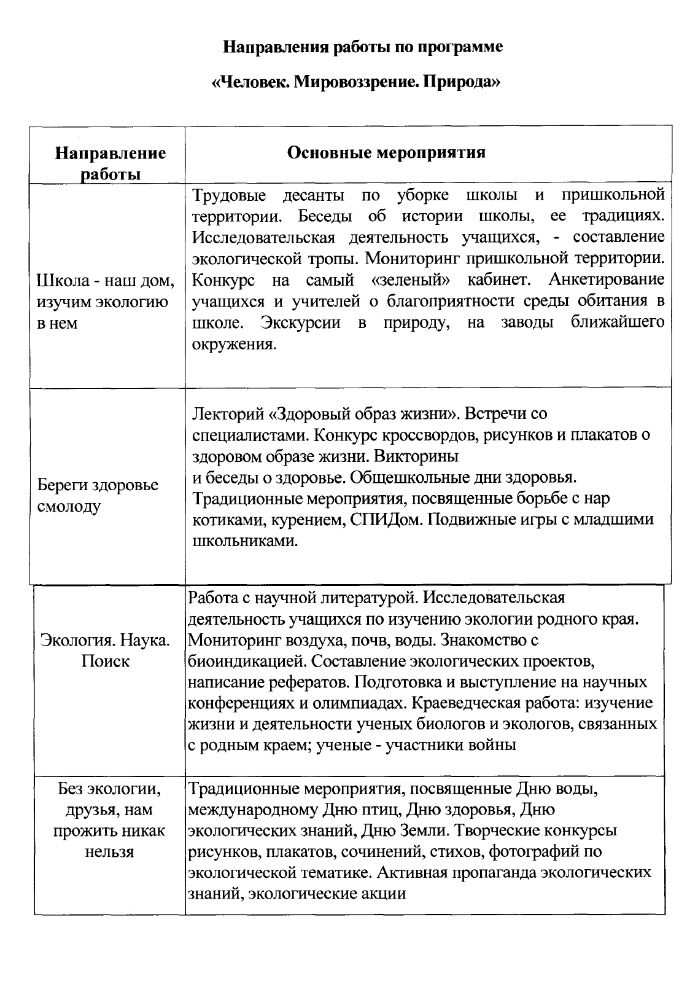 Направления работы по программе
«Человек. Мировоззрение. Природа»
Направление
работы
Основные мероприятия
Школа - наш дом,
изучим экологию
в нем
Трудовые десанты по уборке школы и пришкольной
территории. Беседы об истории школы, ее традициях.
Исследовательская деятельность учащихся, - составление
экологической тропы. Мониторинг пришкольной территории.
Конкурс на самый «зеленый» кабинет. Анкетирование
учащихся и учителей о благоприятности среды обитания в
школе. Экскурсии в природу, на заводы ближайшего
окружения.
Береги здоровье
смолоду
Лекторий «Здоровый образ жизни». Встречи со
специалистами. Конкурс кроссвордов, рисунков и плакатов о
здоровом образе жизни. Викторины
и беседы о здоровье. Общешкольные дни здоровья.
Традиционные мероприятия, посвященные борьбе с нар
котиками, курением, СПИДом. Подвижные игры с младшими
школьниками.
Экология. Наука.
Поиск
Работа с научной литературой. Исследовательская
деятельность учащихся по изучению экологии родного края.
Мониторинг воздуха, почв, воды. Знакомство с
биоиндикацией. Составление экологических проектов,
написание рефератов. Подготовка и выступление на научных
конференциях и олимпиадах. Краеведческая работа: изучение
жизни и деятельности ученых биологов и экологов, связанных
с родным краем; ученые - участники войны
Без экологии,
друзья, нам
прожить никак
нельзя
Традиционные мероприятия, посвященные Дню воды,
международному Дню птиц, Дню здоровья, Дню
экологических знаний, Дню Земли. Творческие конкурсы
рисунков, плакатов, сочинений, стихов, фотографий по
экологической тематике. Активная пропаганда экологических
знаний, экологические акции